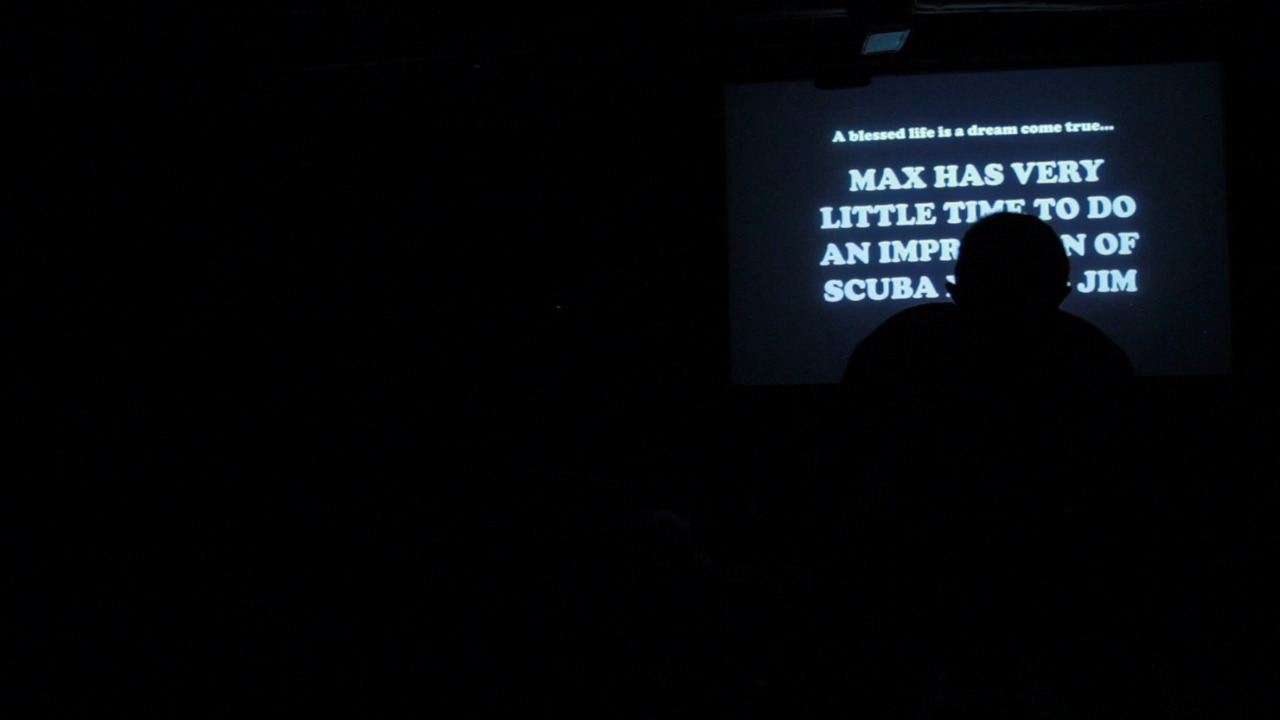 A blessed life is a dream come true...
MAX HAS VERY
LITTLE TIME TO DO
AN OF
SCUBA JIM